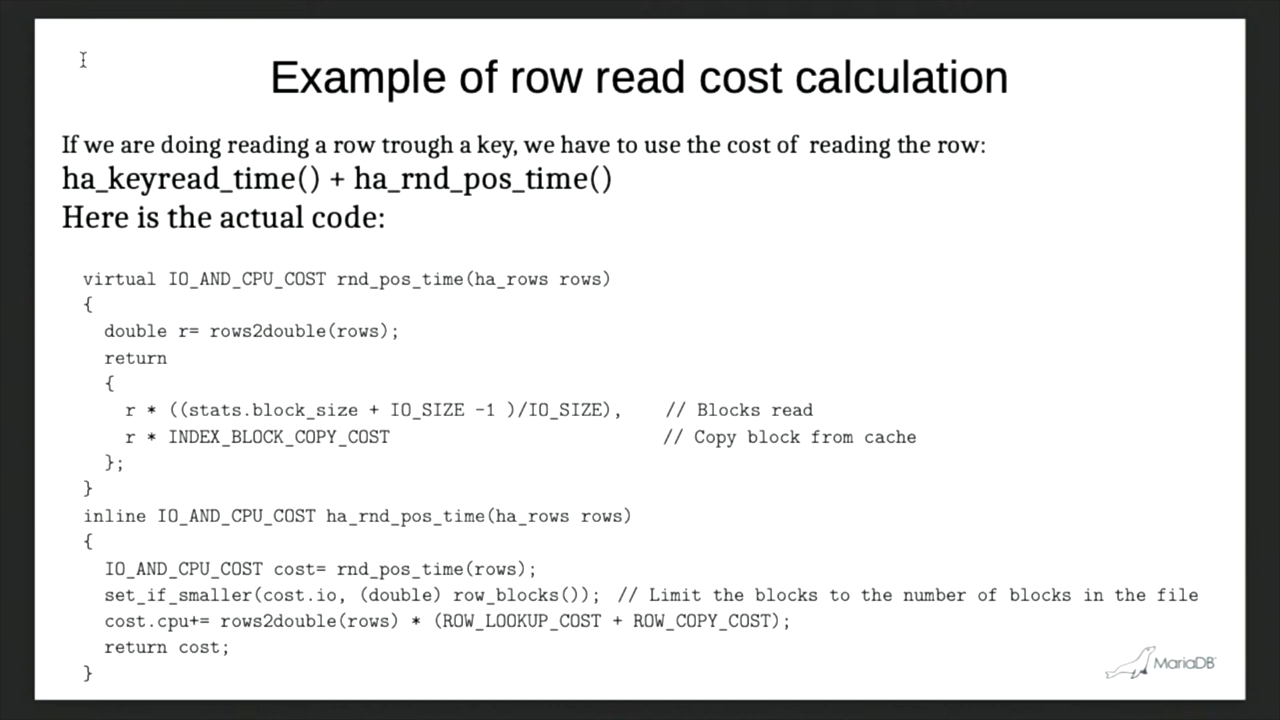 Example of row read cost calculation
If we are doing reading a row trough a key, we have to use the cost of  reading the row:
ha_keyread_time() + ha_rnd_pos_time()
Here is the actual code:
virtual IO_AND_CPU_COST rnd_pos_time(ha_rows rows)
{
  double r= rows2double(rows);
  return
  {
    r * ((stats.block_size + IO_SIZE -1 )/IO_SIZE),    // Blocks read
    r * INDEX_BLOCK_COPY_COST                          // Copy block from cache
  };
}
inline IO_AND_CPU_COST ha_rnd_pos_time(ha_rows rows)
{
  IO_AND_CPU_COST cost= rnd_pos_time(rows);
  set_if_smaller(cost.io, (double) row_blocks());  // Limit the blocks to the number of blocks in the file
  cost.cpu+= rows2double(rows) * (ROW_LOOKUP_COST + ROW_COPY_COST);
  return cost;
}
MariaDB